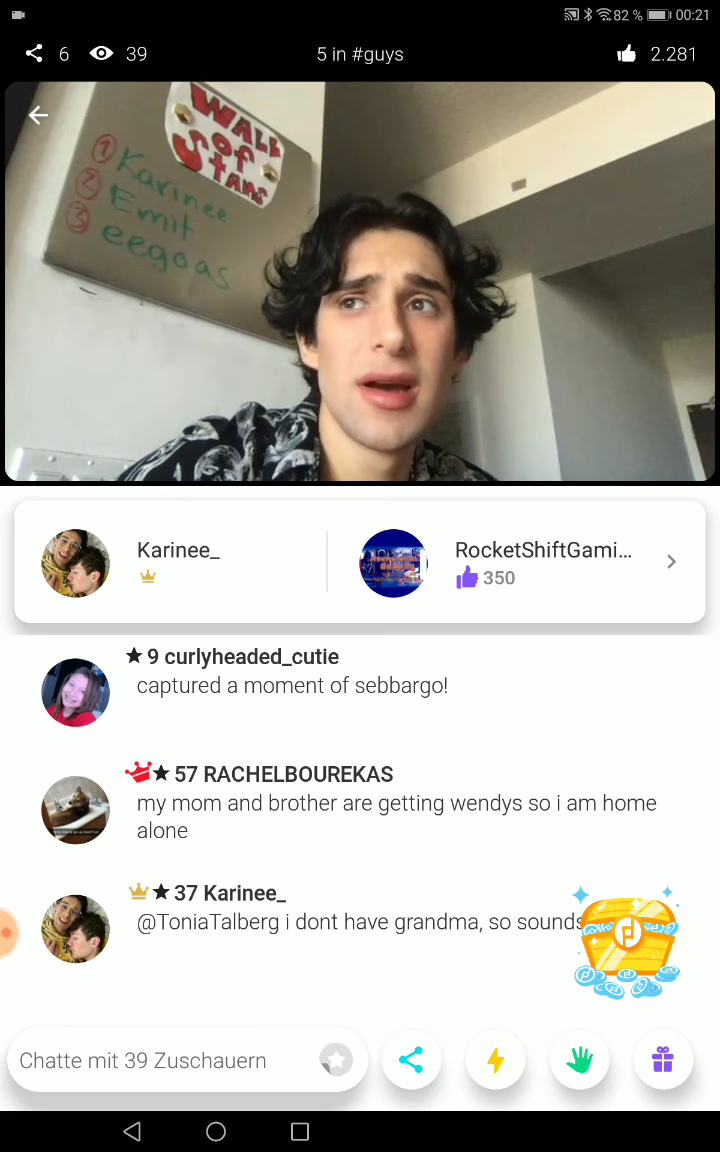 82 % 00:21
6 39 5 in #guys 2.281
WALL
OF
STANS
1 Karinee
2 Emit
3 eegoas
Karinee_
RocketShiftGami...
350
9 curlyheaded_cutie
captured a moment of sebbargo!
57 RACHELBOUREKAS
my mom and brother are getting wendys so i am home
alone
37 Karinee_
@ToniaTalberg i dont have grandma, so sounds
Chatte mit 39 Zuschauern